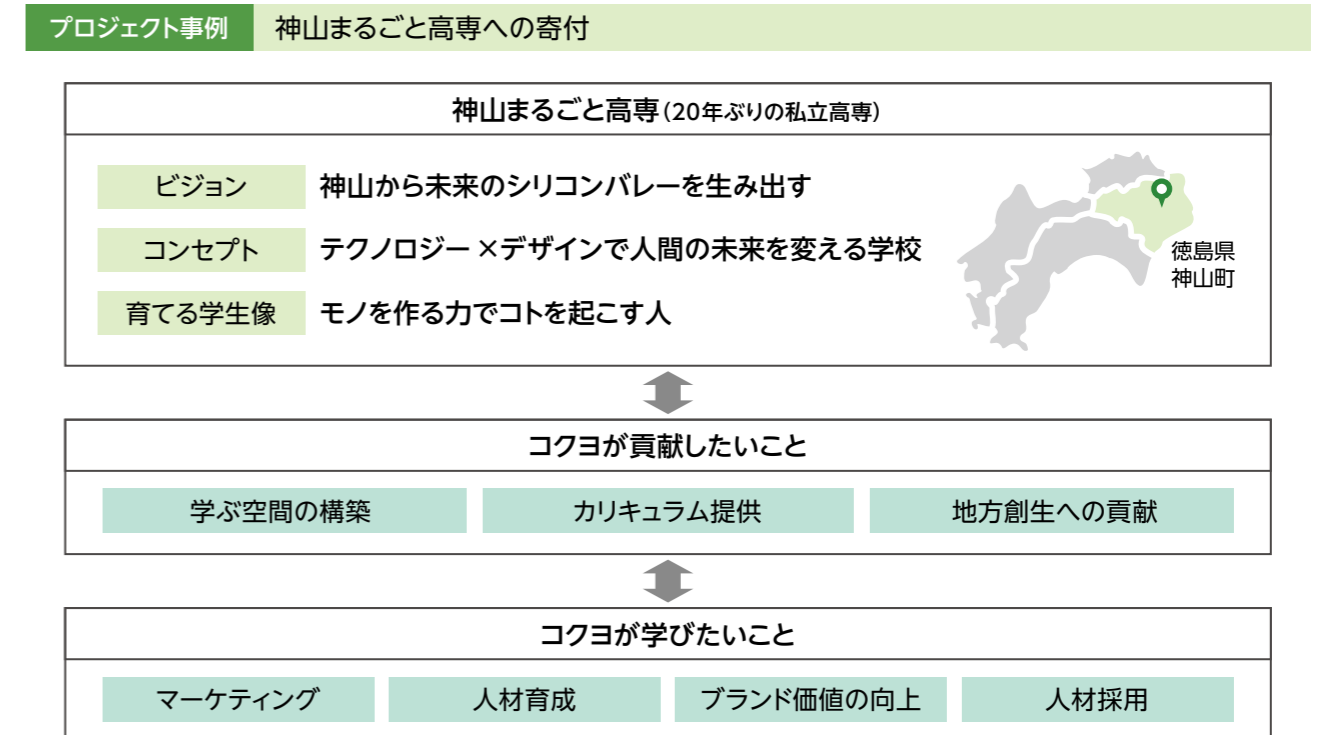 プロジェクト事例 神山まるごと高専への寄付
神山まるごと高専(20年ぶりの私立高専)
ビジョン 神山から未来のシリコンバレーを生み出す
コンセプト テクノロジー×デザインで人間の未来を変える学校
育てる学生像 モノを作る力でコトを起こす人
徳島県
神山町
コクヨが貢献したいこと
学ぶ空間の構築 カリキュラム提供 地方創生への貢献
コクヨが学びたいこと
マーケティング 人材育成 ブランド価値の向上 人材採用